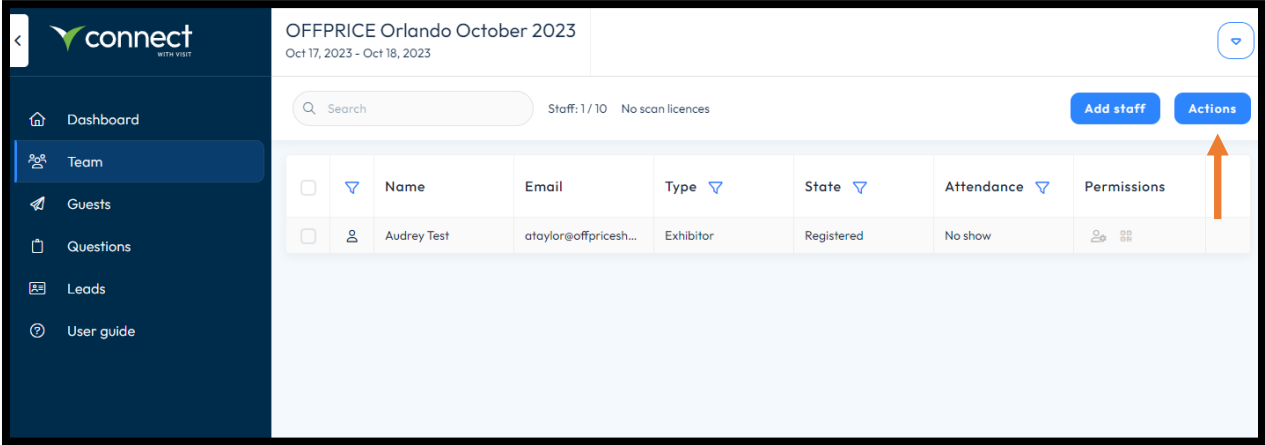 connect
WITH VISIT
OFFPRICE Orlando October 2023
Oct 17, 2023 - Oct 18, 2023
Dashboard
Team
Guests
Questions
Leads
User guide
Search
Staff: 1 / 10 No scan licences
Add staff
Actions
Name Email Type State Attendance Permissions
Audrey Test ataylor@offpricesh... Exhibitor Registered No show